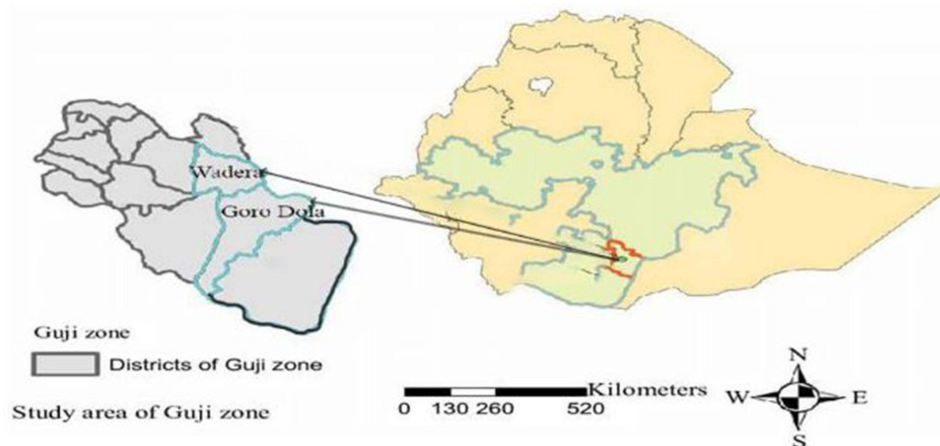 Wadera
Goro Dola
Guji zone
Districts of Guji zone
Study area of Guji zone
Kilometers
0 130 260 520
N
W E
S